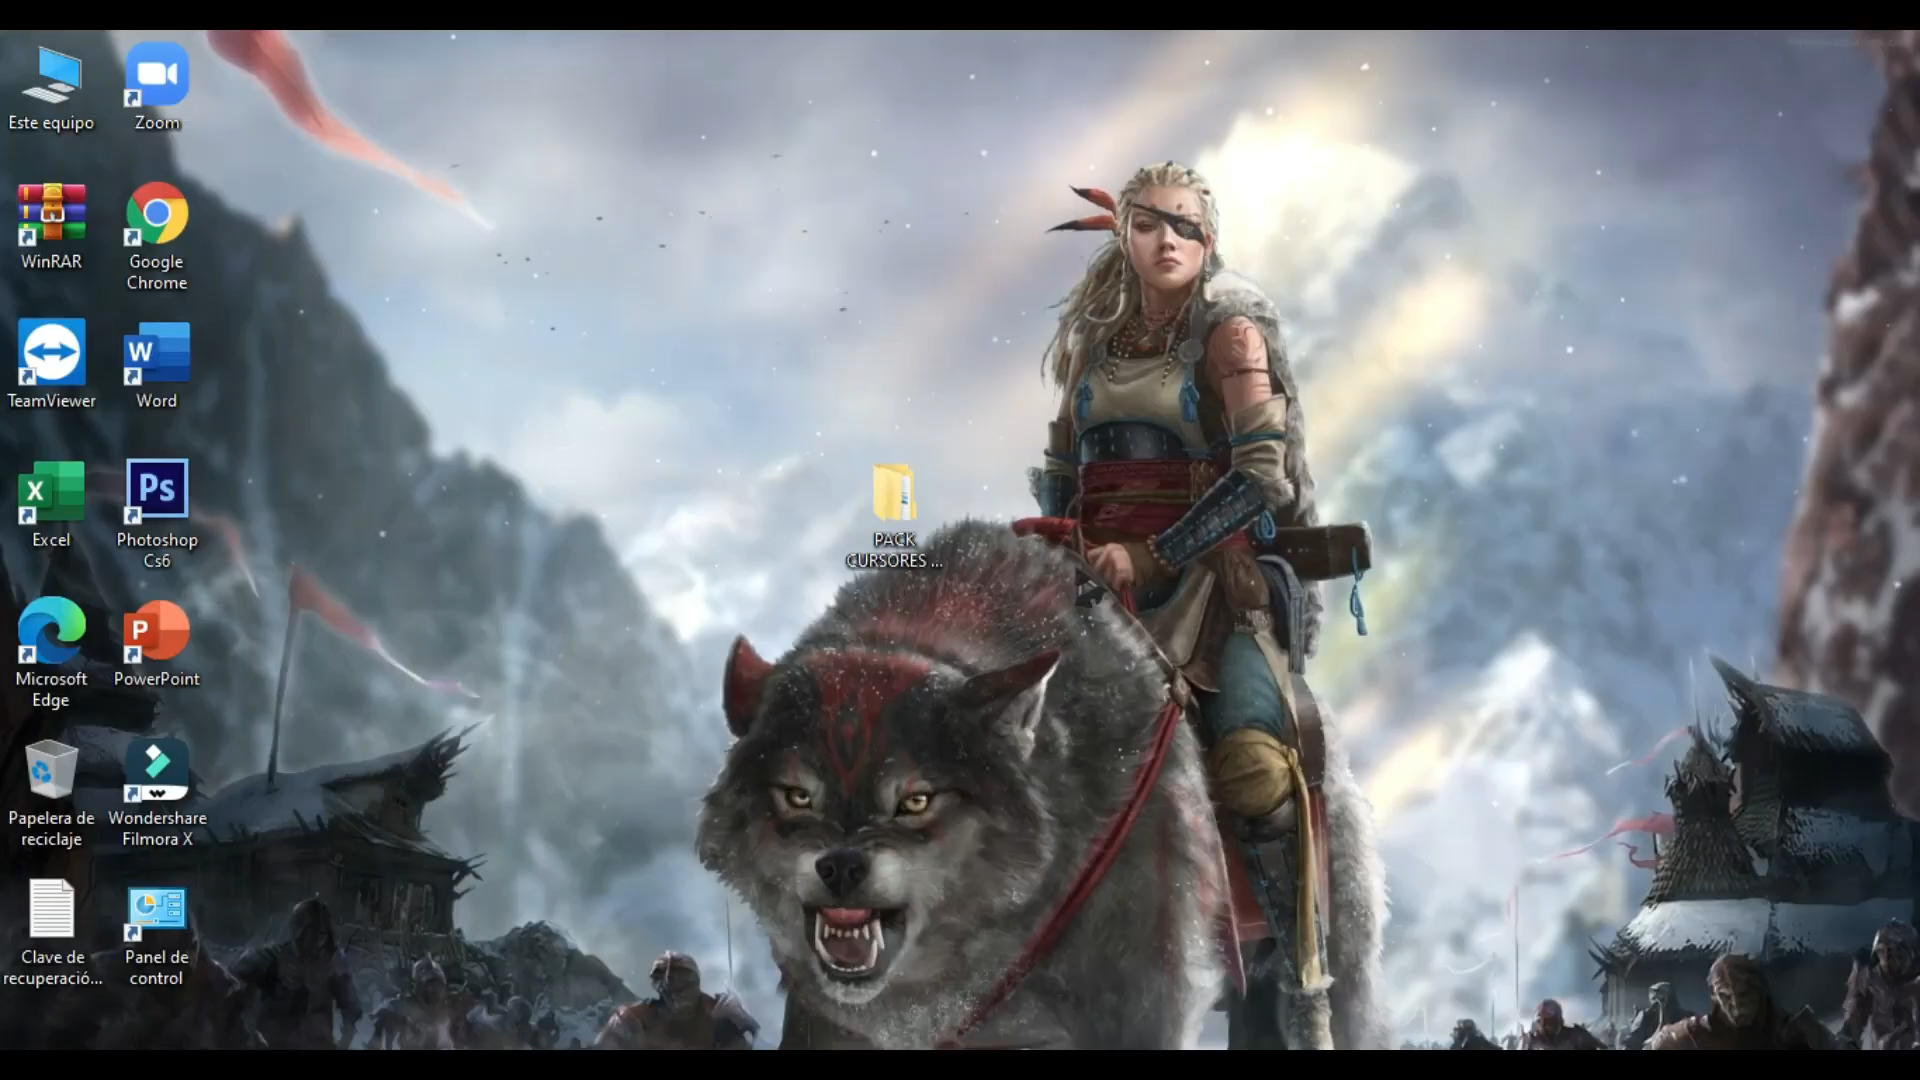 Este equipo
Zoom
WinRAR
Google
Chrome
TeamViewer
W
Word
X
Excel
Ps
Photoshop
Cs6
PACK
CURSORES ...
Microsoft
Edge
P
PowerPoint
Papelera de
reciclaje
Wondershare
Filmora X
Clave de
recuperació...
Panel de
control